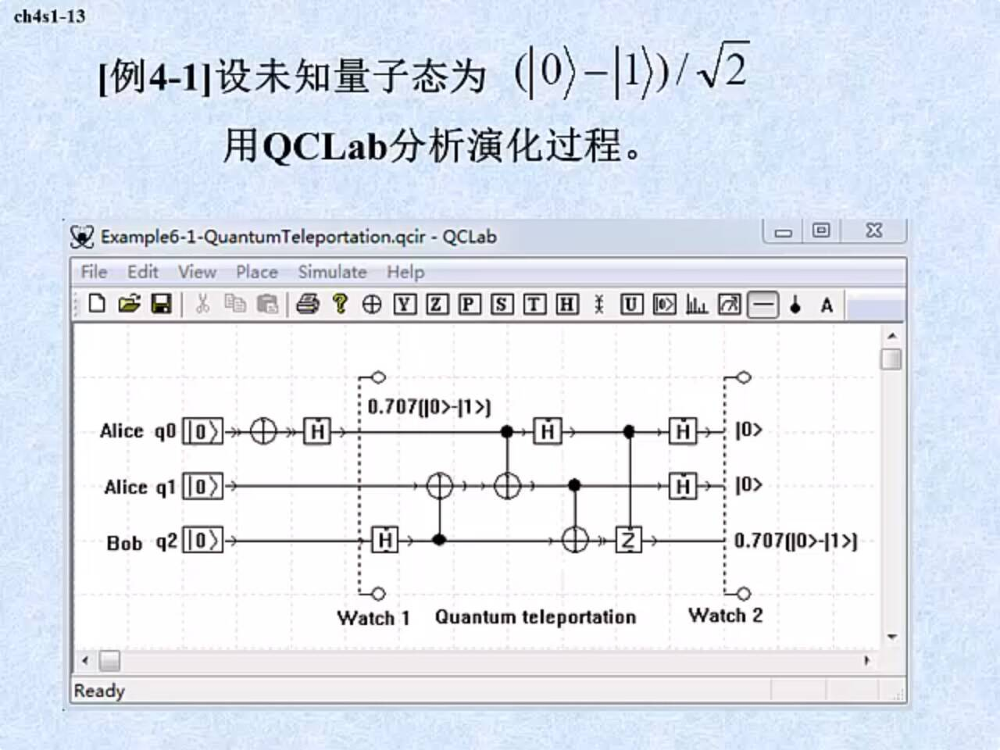 ch4s1-13
[例4-1]设未知量子态为 (|0⟩−|1⟩)/√2
用QCLab分析演化过程。
Example6-1-QuantumTeleportation.qcir - QCLab
File Edit View Place Simulate Help
Y Z P S T H U |0⟩ A
0.707(|0>-|1>)
Alice q0 |0⟩ H H H |0>
Alice q1 |0⟩ H |0>
Bob q2 |0⟩ H Z 0.707(|0>-|1>)
Watch 1 Quantum teleportation Watch 2
Ready